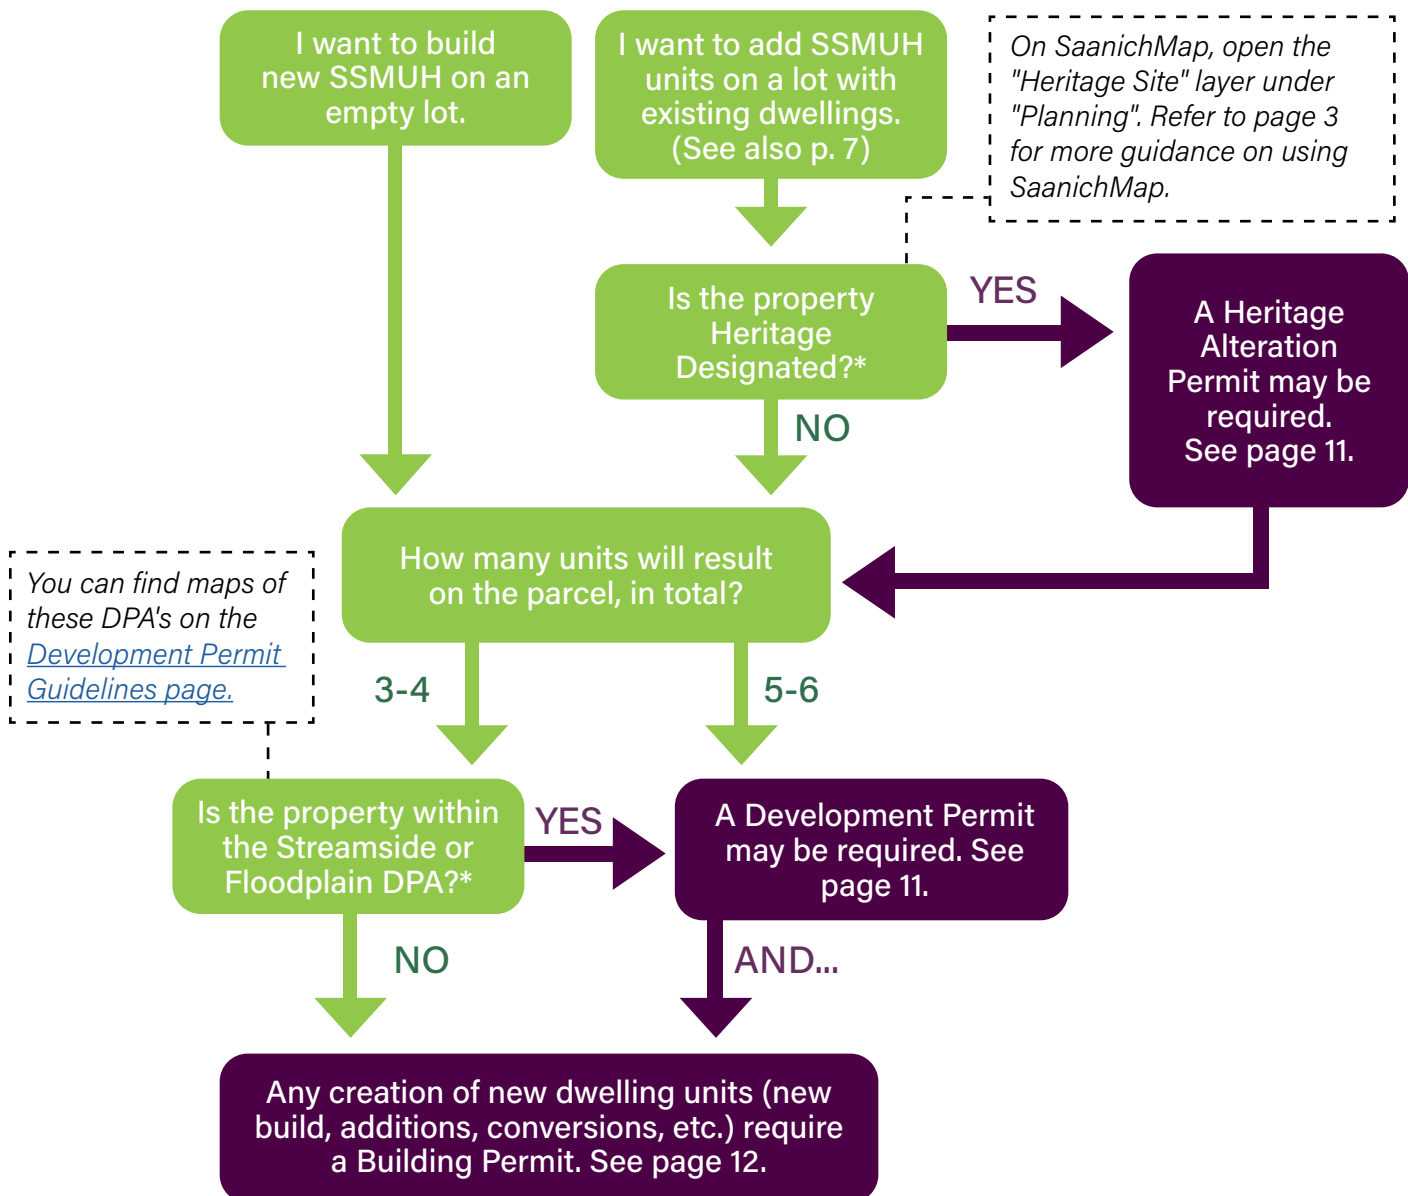 I want to build
new SSMUH on an
empty lot.
I want to add SSMUH
units on a lot with
existing dwellings.
(See also p. 7)
On SaanichMap, open the
"Heritage Site" layer under
"Planning". Refer to page 3
for more guidance on using
SaanichMap.
Is the property
Heritage
Designated?*
YES
A Heritage
Alteration
Permit may be
required.
See page 11.
NO
How many units will result
on the parcel, in total?
You can find maps of
these DPA's on the
Development Permit
Guidelines page.
3-4
5-6
Is the property within
the Streamside or
Floodplain DPA?*
YES
A Development Permit
may be required. See
page 11.
NO
AND...
Any creation of new dwelling units (new
build, additions, conversions, etc.) require
a Building Permit. See page 12.